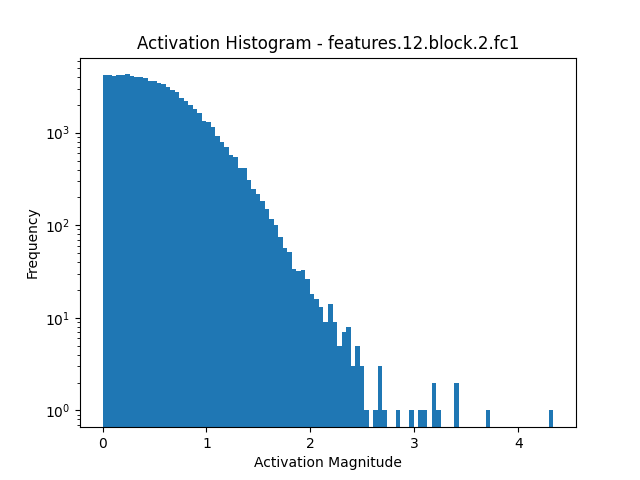 Activation Histogram - features.12.block.2.fc1
Frequency
10³
10²
10¹
10⁰
0 1 2 3 4
Activation Magnitude